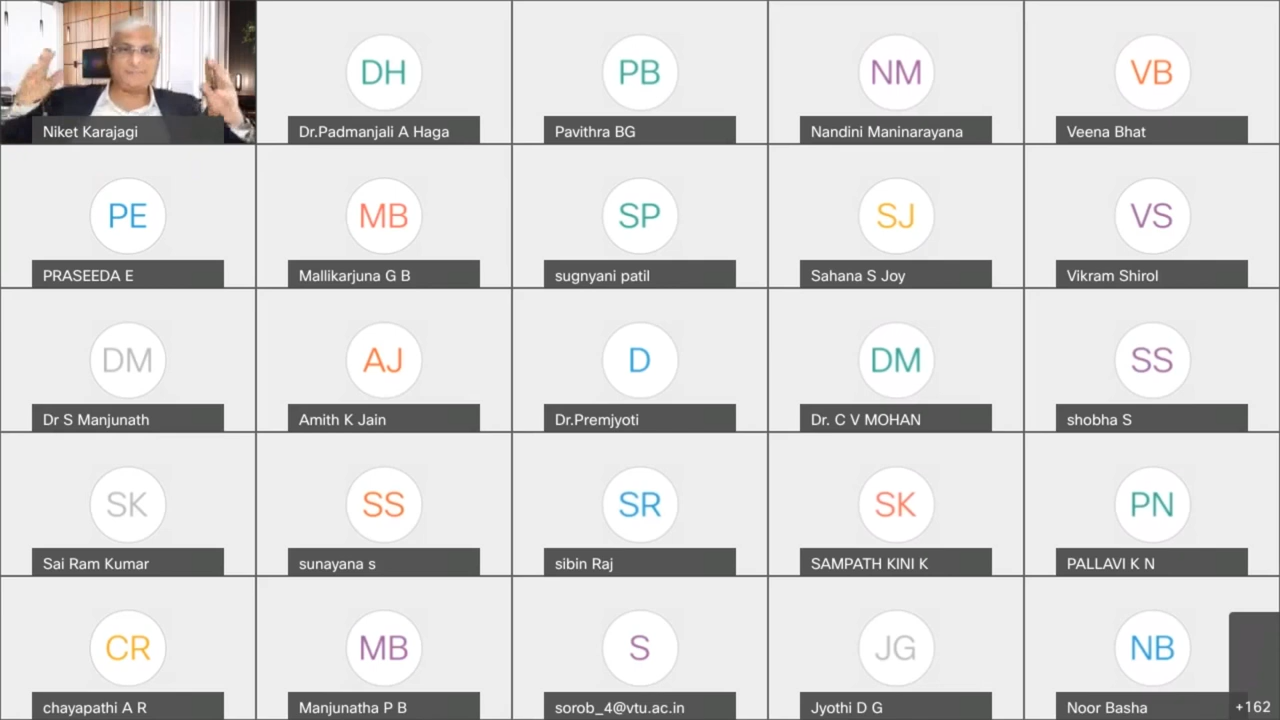 Niket Karajagi
DH
Dr.Padmanjali A Haga
PB
Pavithra BG
NM
Nandini Maninarayana
VB
Veena Bhat
PE
PRASEEDA E
MB
Mallikarjuna G B
SP
sugnyani patil
SJ
Sahana S Joy
VS
Vikram Shirol
DM
Dr S Manjunath
AJ
Amith K Jain
D
Dr.Premjyoti
DM
Dr. C V MOHAN
SS
shobha S
SK
Sai Ram Kumar
SS
sunayana s
SR
sibin Raj
SK
SAMPATH KINI K
PN
PALLAVI K N
CR
chayapathi A R
MB
Manjunatha P B
S
sorob_4@vtu.ac.in
JG
Jyothi D G
NB
Noor Basha
+162